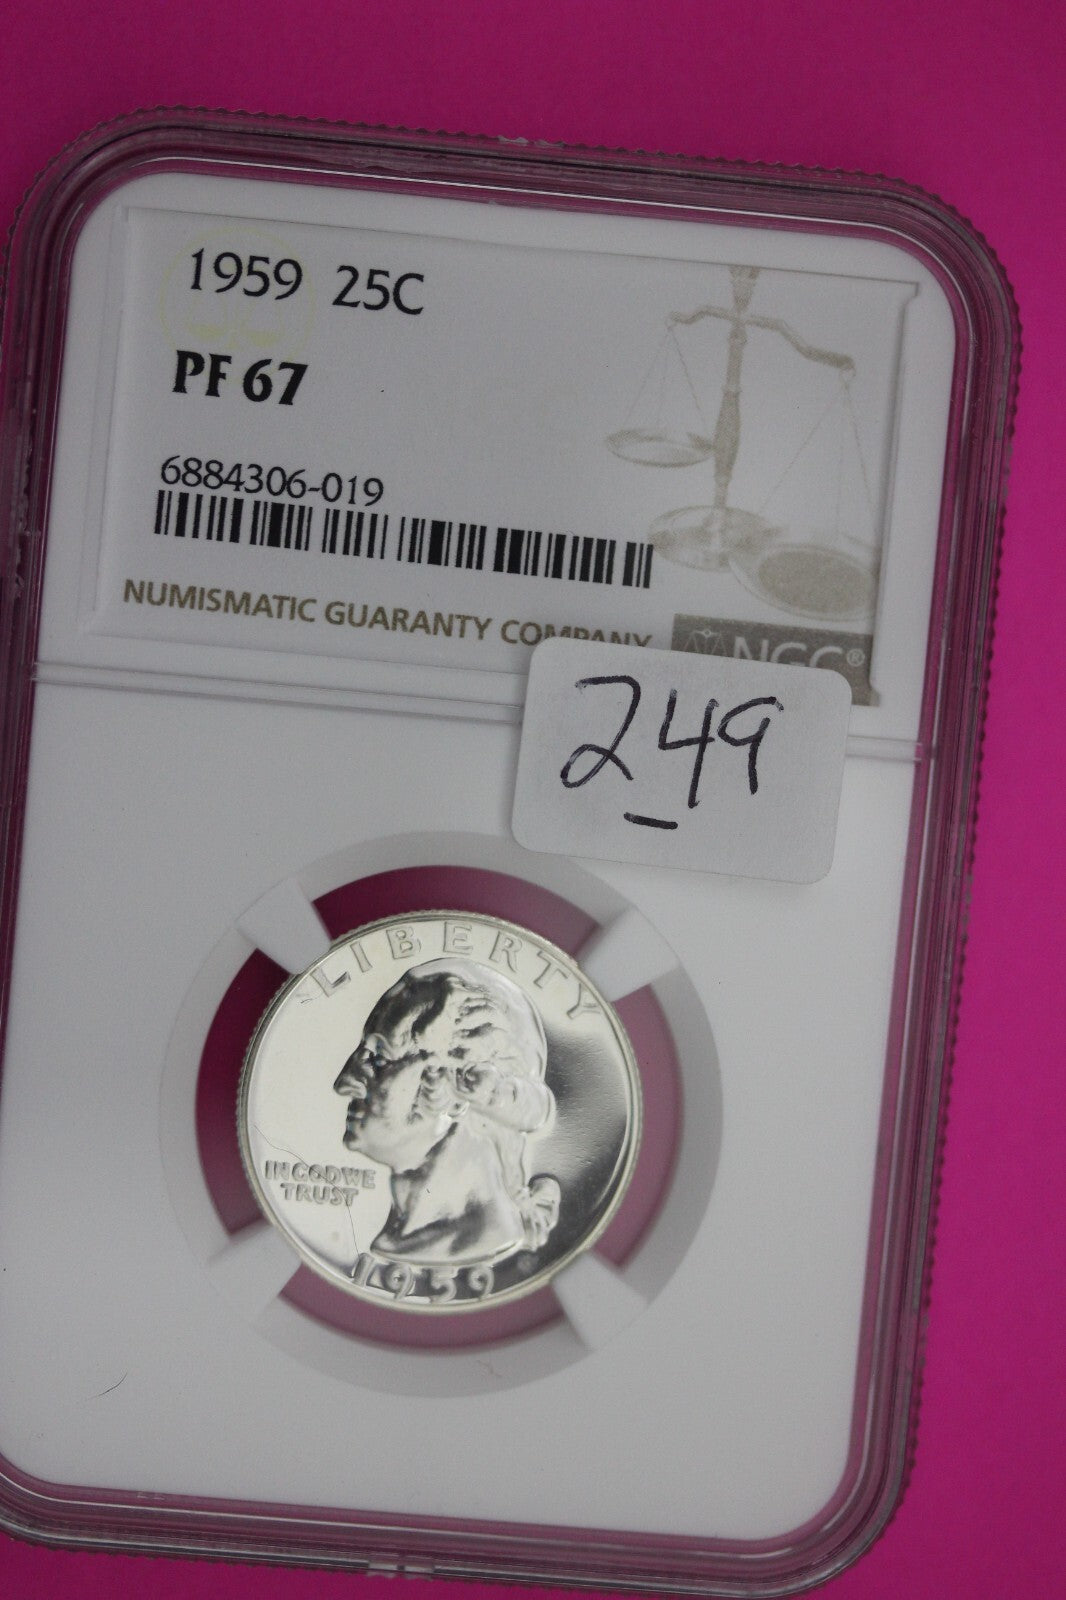 1959 25C
PF 67
6884306-019
NUMISMATIC GUARANTY COMPANY
NGC®
249
LIBERTY
IN GOD WE
TRUST
1959